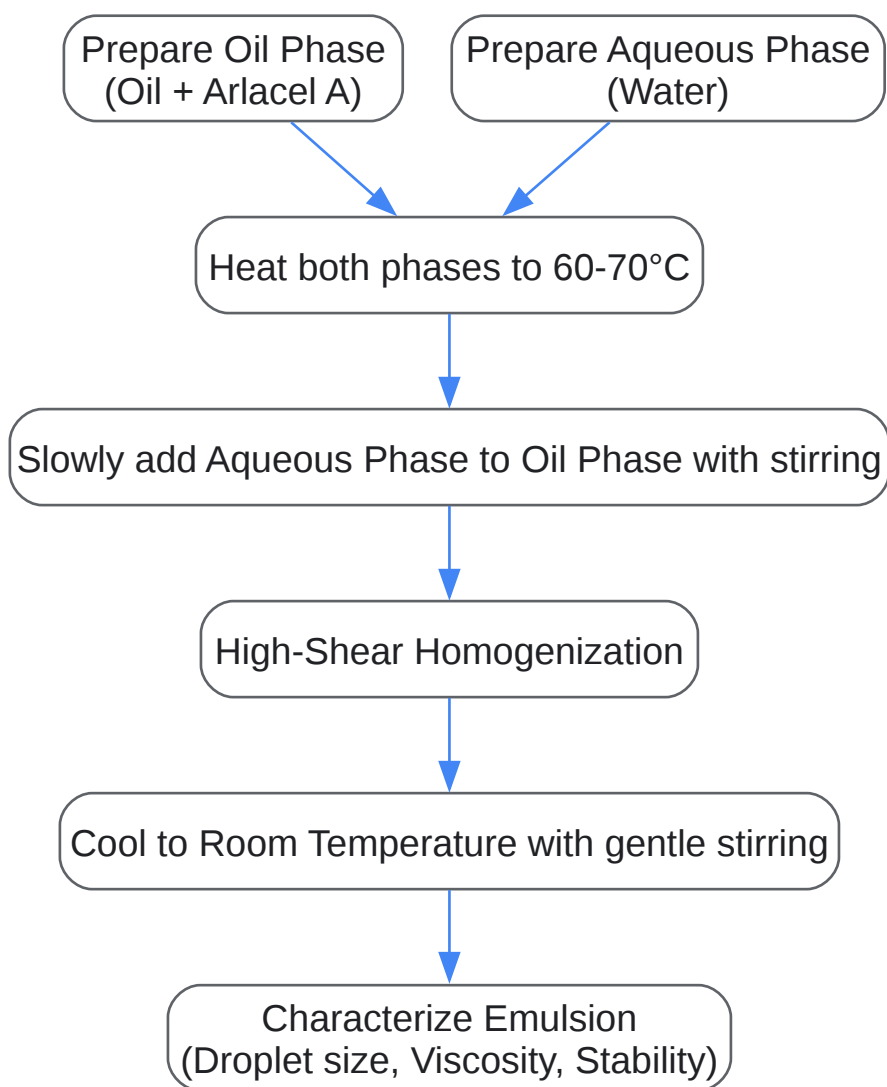 Prepare Oil Phase
(Oil + Arlacel A)
Prepare Aqueous Phase
(Water)
Heat both phases to 60-70°C
Slowly add Aqueous Phase to Oil Phase with stirring
High-Shear Homogenization
Cool to Room Temperature with gentle stirring
Characterize Emulsion
(Droplet size, Viscosity, Stability)